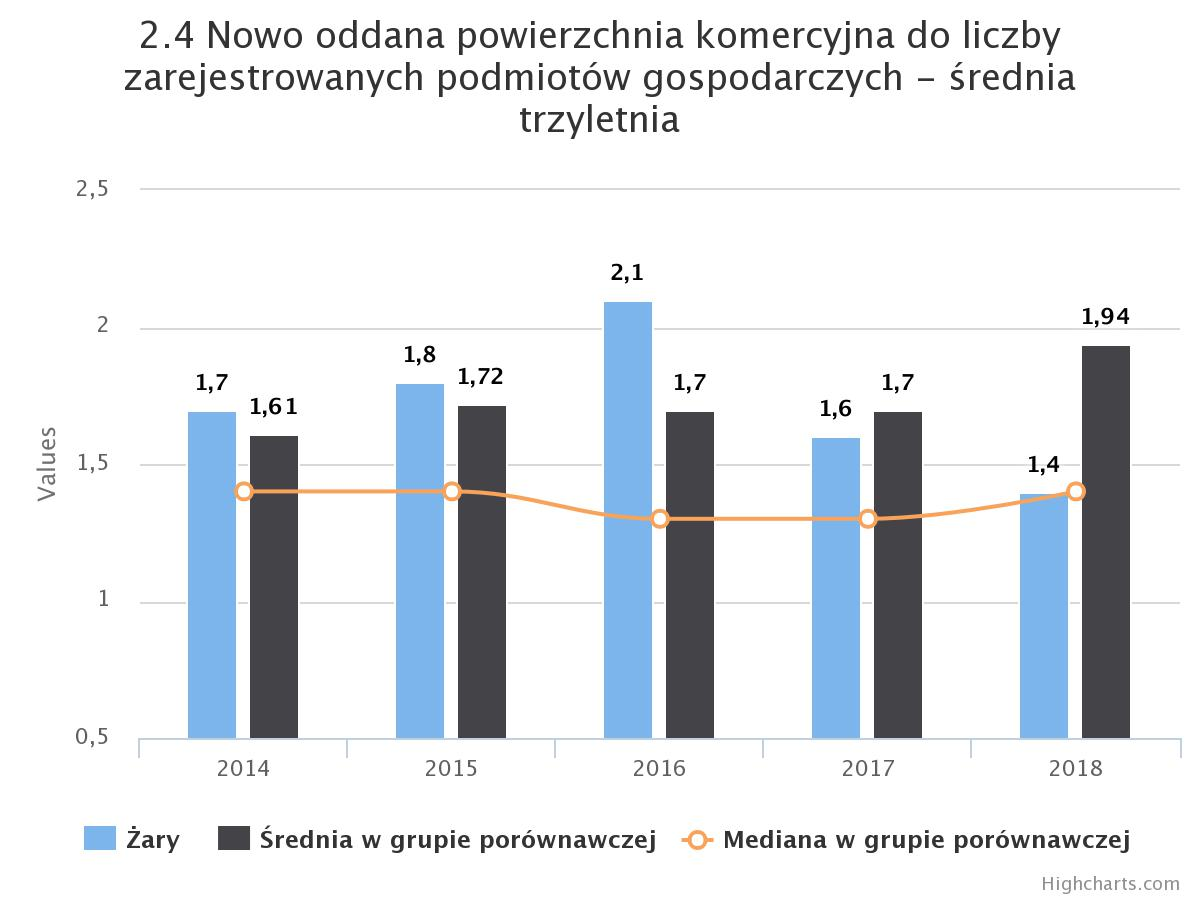 2.4 Nowo oddana powierzchnia komercyjna do liczby
zarejestrowanych podmiotów gospodarczych – średnia
trzyletnia
2,5
2
1,5
1
0,5
Values
1,7
1,61
1,8
1,72
2,1
1,7
1,6
1,7
1,4
1,94
2014
2015
2016
2017
2018
Żary
Średnia w grupie porównawczej
Mediana w grupie porównawczej
Highcharts.com